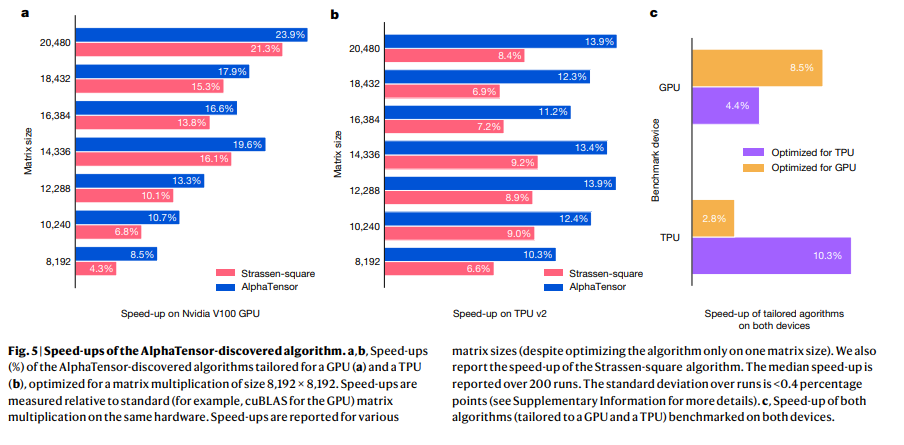 a
Matrix size
20,480
23.9%
21.3%
18,432
17.9%
15.3%
16,384
16.6%
13.8%
14,336
19.6%
16.1%
12,288
13.3%
10.1%
10,240
10.7%
6.8%
8,192
8.5%
4.3%
Strassen-square
AlphaTensor
Speed-up on Nvidia V100 GPU
b
Matrix size
20,480
13.9%
8.4%
18,432
12.3%
6.9%
16,384
11.2%
7.2%
14,336
13.4%
9.2%
12,288
13.9%
8.9%
10,240
12.4%
9.0%
8,192
10.3%
6.6%
Strassen-square
AlphaTensor
Speed-up on TPU v2
c
Benchmark device
GPU
8.5%
4.4%
Optimized for TPU
Optimized for GPU
TPU
2.8%
10.3%
Speed-up of tailored agorithms
on both devices
Fig. 5 | Speed-ups of the AlphaTensor-discovered algorithm. a,b, Speed-ups
(%) of the AlphaTensor-discovered algorithms tailored for a GPU (a) and a TPU
(b), optimized for a matrix multiplication of size 8,192 × 8,192. Speed-ups are
measured relative to standard (for example, cuBLAS for the GPU) matrix
multiplication on the same hardware. Speed-ups are reported for various
matrix sizes (despite optimizing the algorithm only on one matrix size). We also
report the speed-up of the Strassen-square algorithm. The median speed-up is
reported over 200 runs. The standard deviation over runs is <0.4 percentage
points (see Supplementary Information for more details). c, Speed-up of both
algorithms (tailored to a GPU and a TPU) benchmarked on both devices.